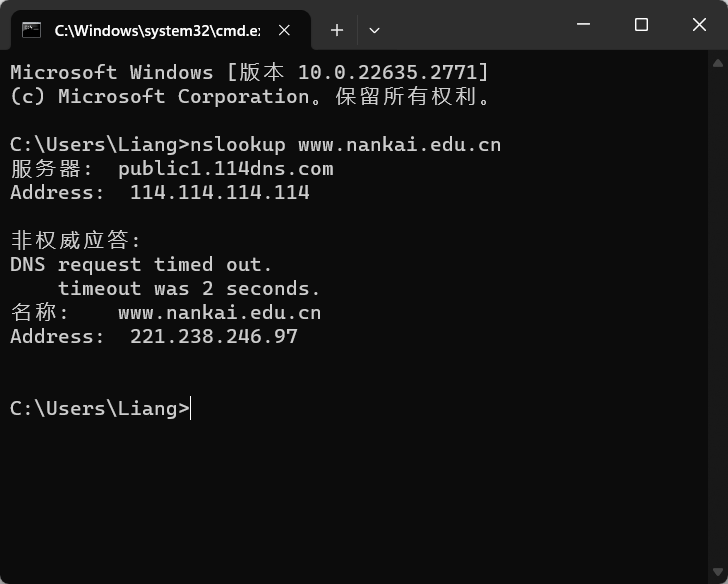 C:\Windows\system32\cmd.e
Microsoft Windows [版本 10.0.22635.2771]
(c) Microsoft Corporation。保留所有权利。
C:\Users\Liang>nslookup www.nankai.edu.cn
服务器:  public1.114dns.com
Address:  114.114.114.114
非权威应答:
DNS request timed out.
    timeout was 2 seconds.
名称:    www.nankai.edu.cn
Address:  221.238.246.97
C:\Users\Liang>